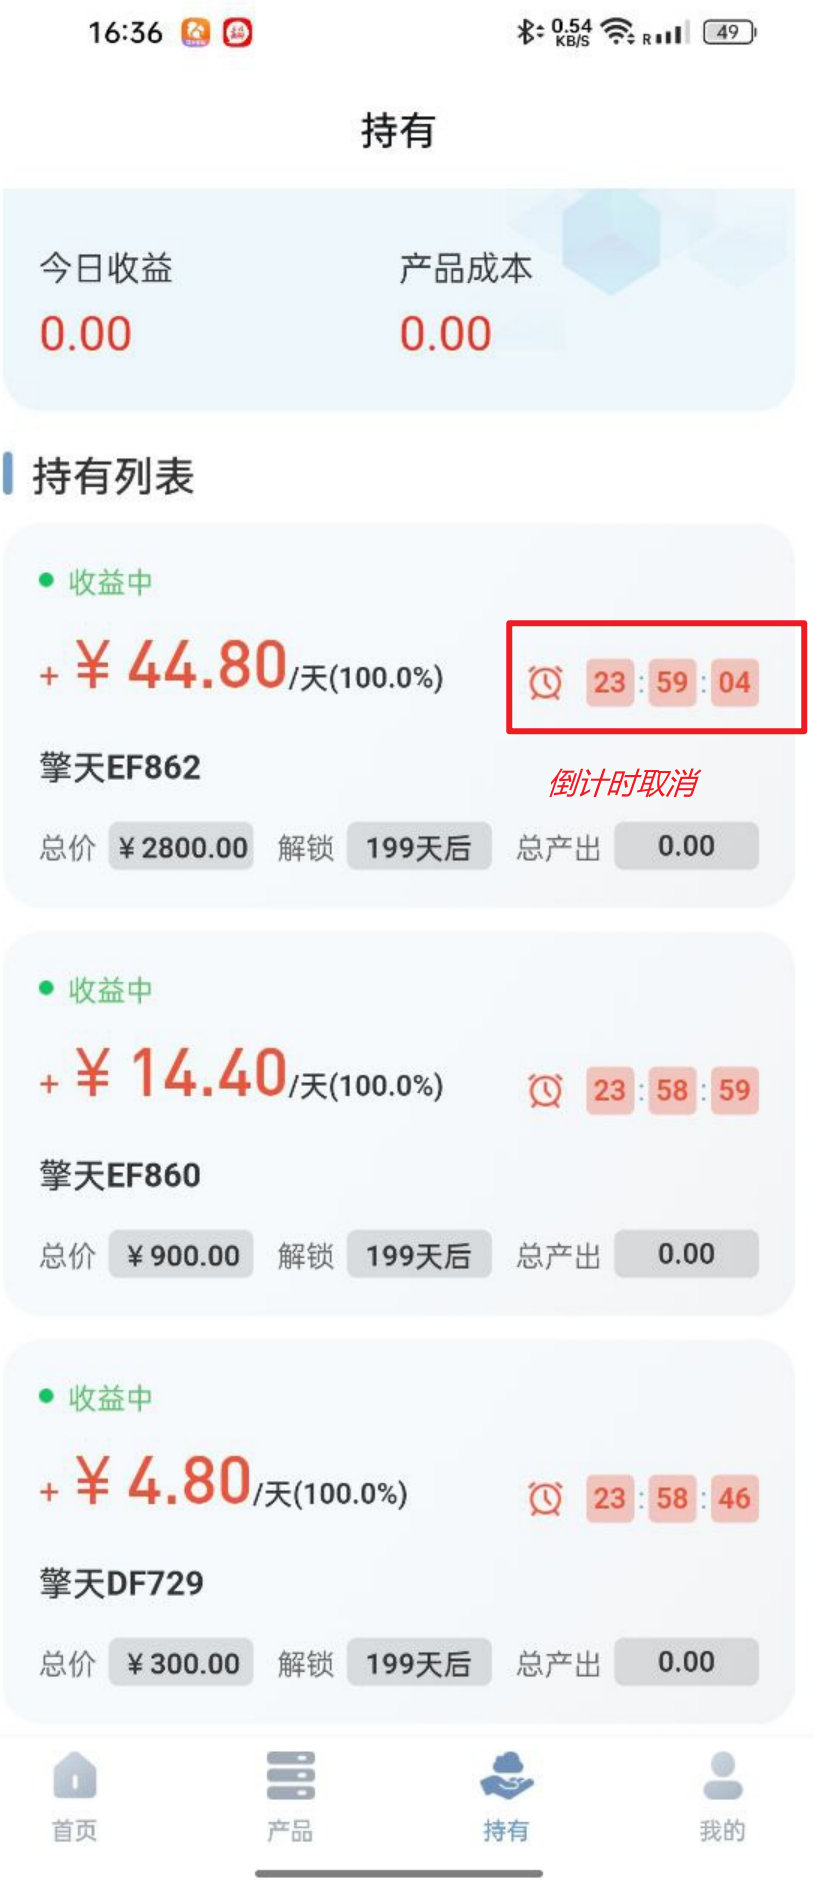 16:36 0.54 KB/S R 49
持有
今日收益 产品成本
0.00 0.00
持有列表
收益中
+ ¥ 44.80/天(100.0%) 23 : 59 : 04
擎天EF862 倒计时取消
总价 ¥2800.00 解锁 199天后 总产出 0.00
收益中
+ ¥ 14.40/天(100.0%) 23 : 58 : 59
擎天EF860
总价 ¥900.00 解锁 199天后 总产出 0.00
收益中
+ ¥ 4.80/天(100.0%) 23 : 58 : 46
擎天DF729
总价 ¥300.00 解锁 199天后 总产出 0.00
首页 产品 持有 我的